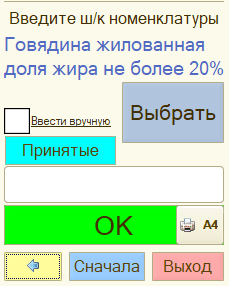 Введите ш/к номенклатуры
Говядина жилованная
доля жира не более 20%
Выбрать
Ввести вручную
Принятые
OK
A4
Сначала
Выход